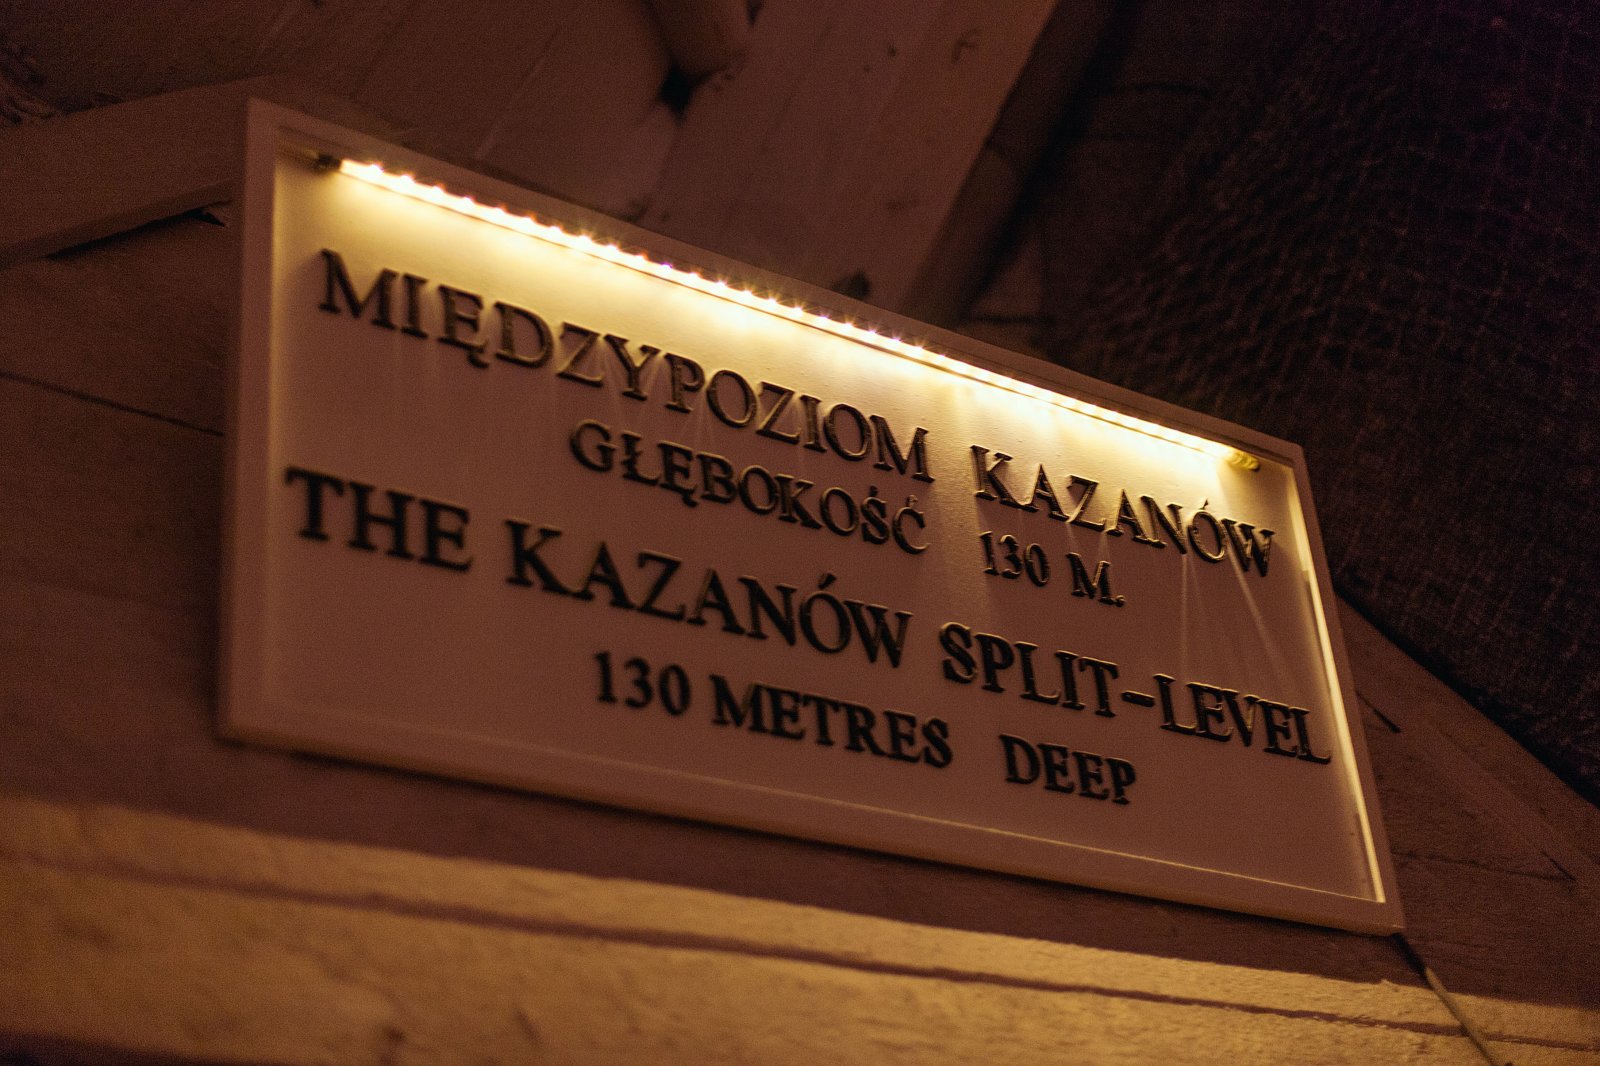 MIĘDZYPOZIOM KAZANÓW
GŁĘBOKOŚĆ 130 M.
THE KAZANÓW SPLIT-LEVEL
130 METRES DEEP